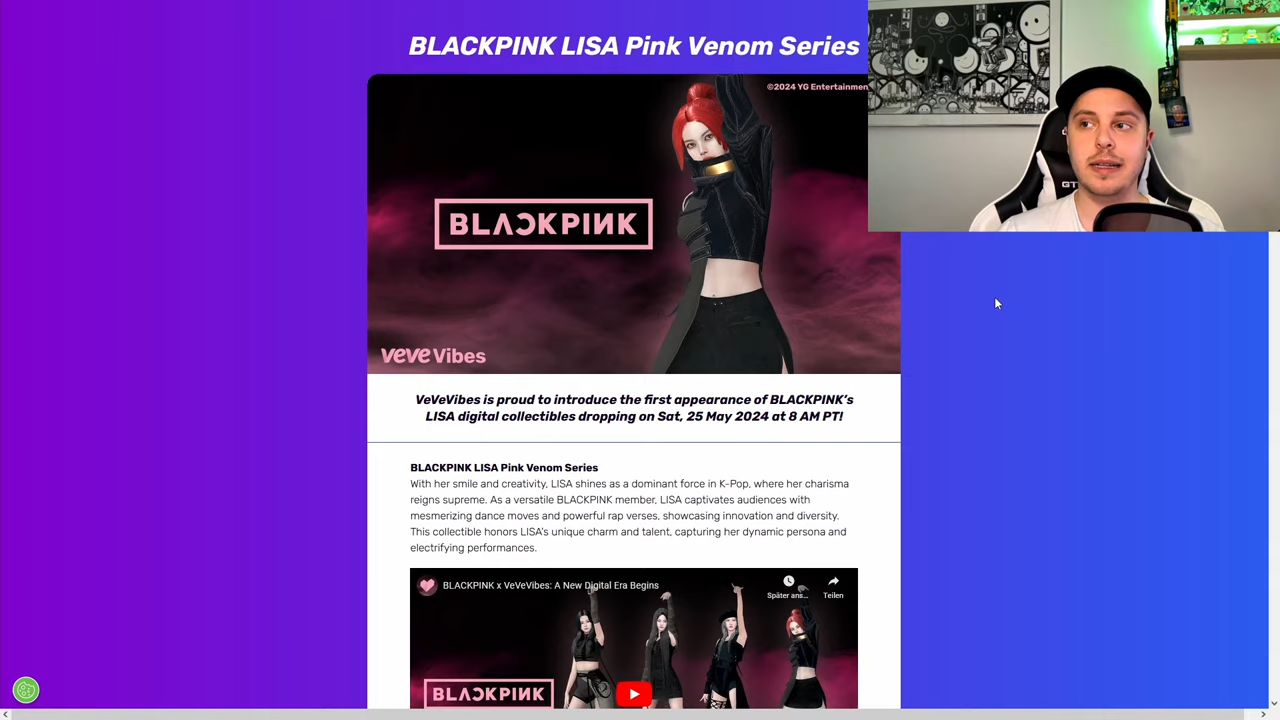 BLACKPINK LISA Pink Venom Series
©2024 YG Entertainmen
BLACKPINK
veve Vibes
GT
VeVeVibes is proud to introduce the first appearance of BLACKPINK's
LISA digital collectibles dropping on Sat, 25 May 2024 at 8 AM PT!
BLACKPINK LISA Pink Venom Series
With her smile and creativity, LISA shines as a dominant force in K-Pop, where her charisma
reigns supreme. As a versatile BLACKPINK member, LISA captivates audiences with
mesmerizing dance moves and powerful rap verses, showcasing innovation and diversity.
This collectible honors LISA's unique charm and talent, capturing her dynamic persona and
electrifying performances.
BLACKPINK x VeVeVibes: A New Digital Era Begins
Später ans...
Teilen
BLACKPINK